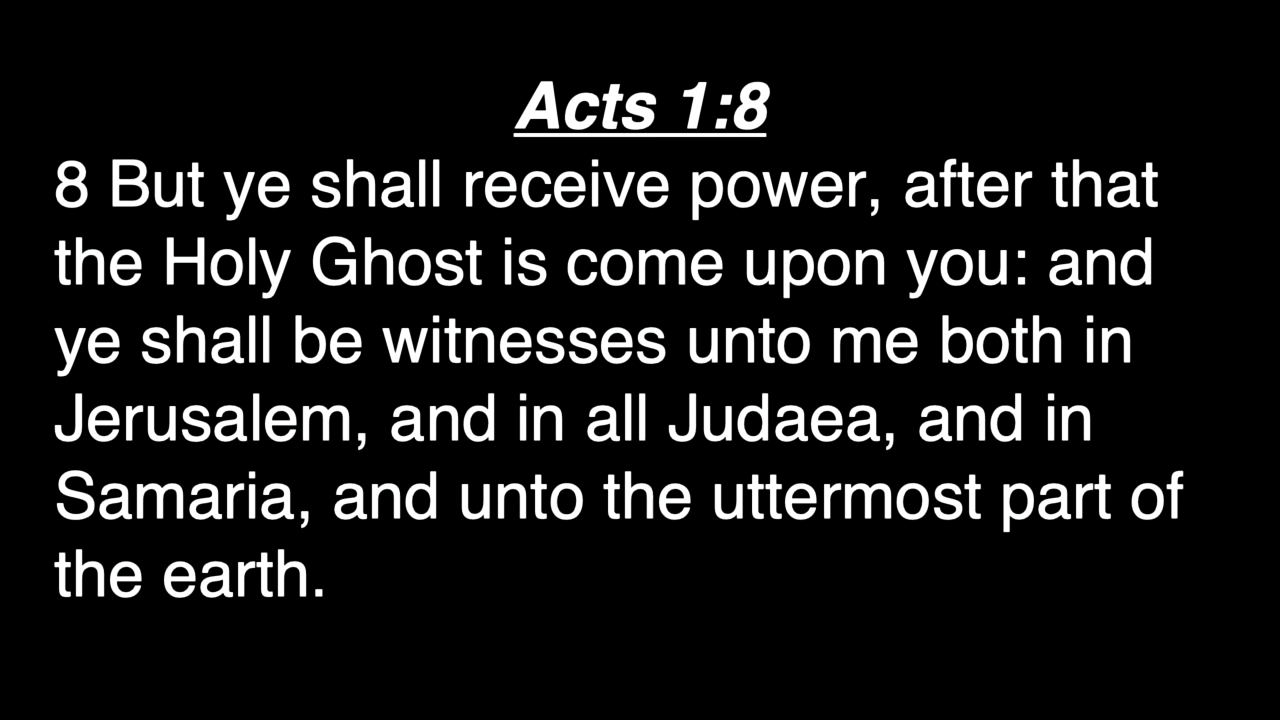 Acts 1:8
8 But ye shall receive power, after that
the Holy Ghost is come upon you: and
ye shall be witnesses unto me both in
Jerusalem, and in all Judaea, and in
Samaria, and unto the uttermost part of
the earth.